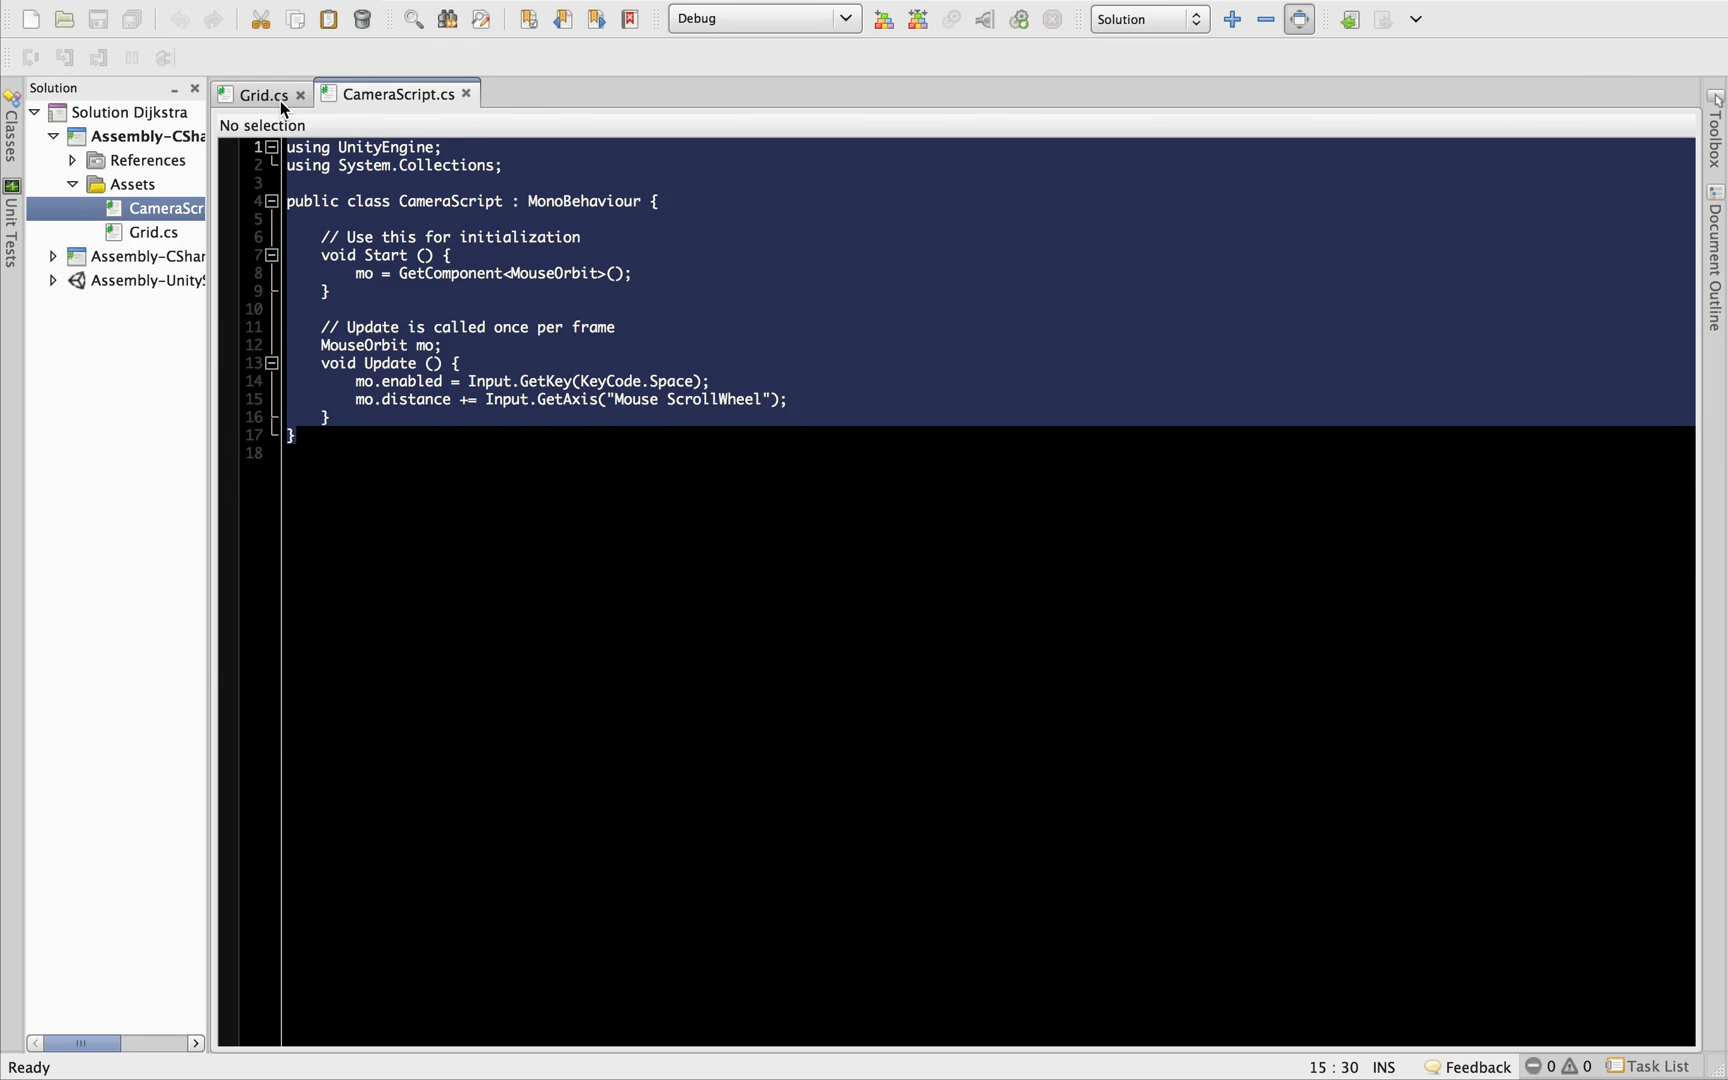 Debug
Solution
Solution
Grid.cs
CameraScript.cs
Solution Dijkstra
Assembly-CSha
References
Assets
CameraScr
Grid.cs
Assembly-CShar
Assembly-UnityS
Classes
Unit Tests
No selection
1 using UnityEngine;
2 using System.Collections;
3
4 public class CameraScript : MonoBehaviour {
5
6 // Use this for initialization
7 void Start () {
8 mo = GetComponent<MouseOrbit>();
9 }
10
11 // Update is called once per frame
12 MouseOrbit mo;
13 void Update () {
14 mo.enabled = Input.GetKey(KeyCode.Space);
15 mo.distance += Input.GetAxis("Mouse ScrollWheel");
16 }
17 }
18
Toolbox
Document Outline
Ready
15 : 30 INS Feedback 0 0 Task List